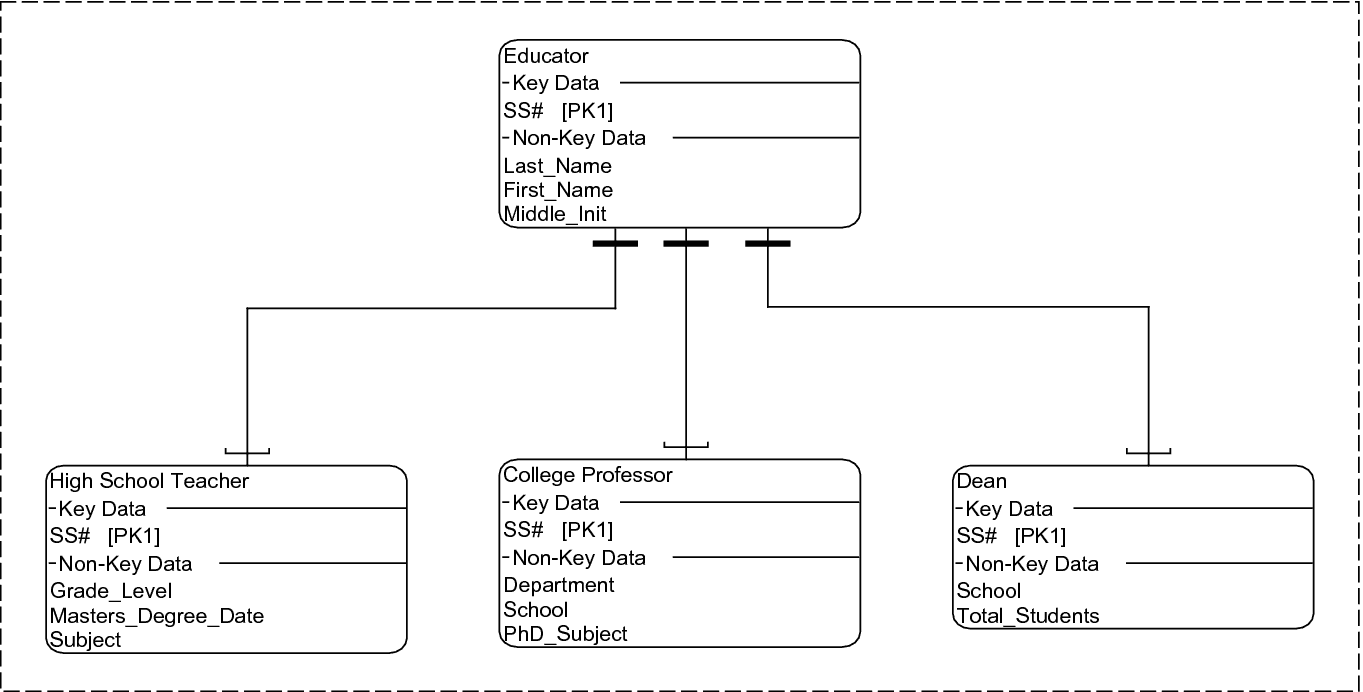 Educator
-Key Data
SS# [PK1]
-Non-Key Data
Last_Name
First_Name
Middle_Init
High School Teacher
-Key Data
SS# [PK1]
-Non-Key Data
Grade_Level
Masters_Degree_Date
Subject
College Professor
-Key Data
SS# [PK1]
-Non-Key Data
Department
School
PhD_Subject
Dean
-Key Data
SS# [PK1]
-Non-Key Data
School
Total_Students